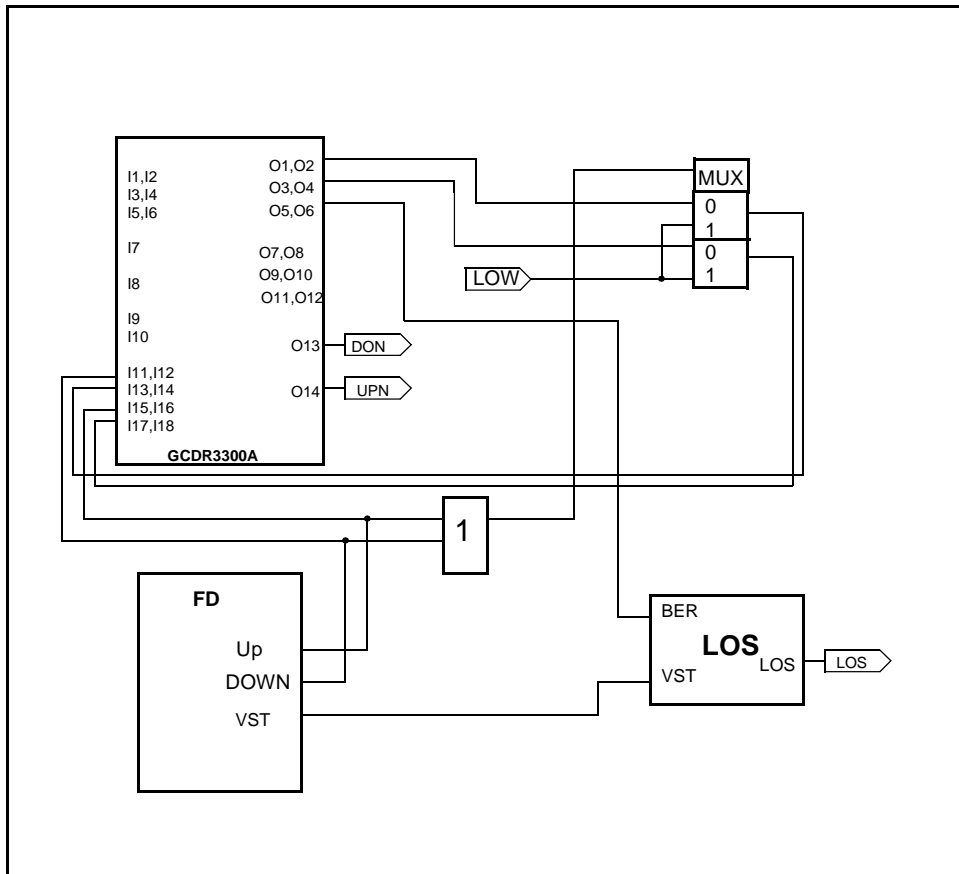 I1,I2
I3,I4
I5,I6
I7
I8
I9
I10
I11,I12
I13,I14
I15,I16
I17,I18
O1,O2
O3,O4
O5,O6
O7,O8
O9,O10
O11,O12
O13
O14
GCDR3300A
DON
UPN
MUX
0
1
0
1
LOW
1
FD
Up
DOWN
VST
BER
LOS
VST
LOS
LOS